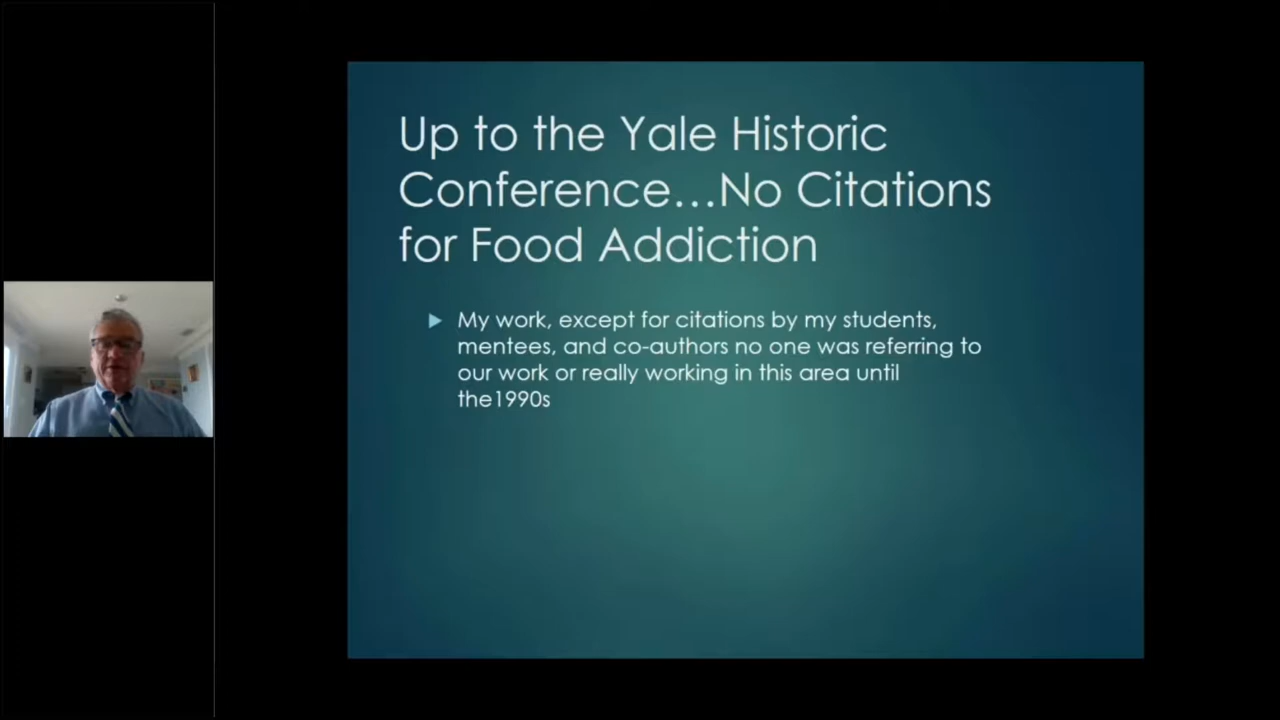 Up to the Yale Historic
Conference...No Citations
for Food Addiction
My work, except for citations by my students,
mentees, and co-authors no one was referring to
our work or really working in this area until
the1990s